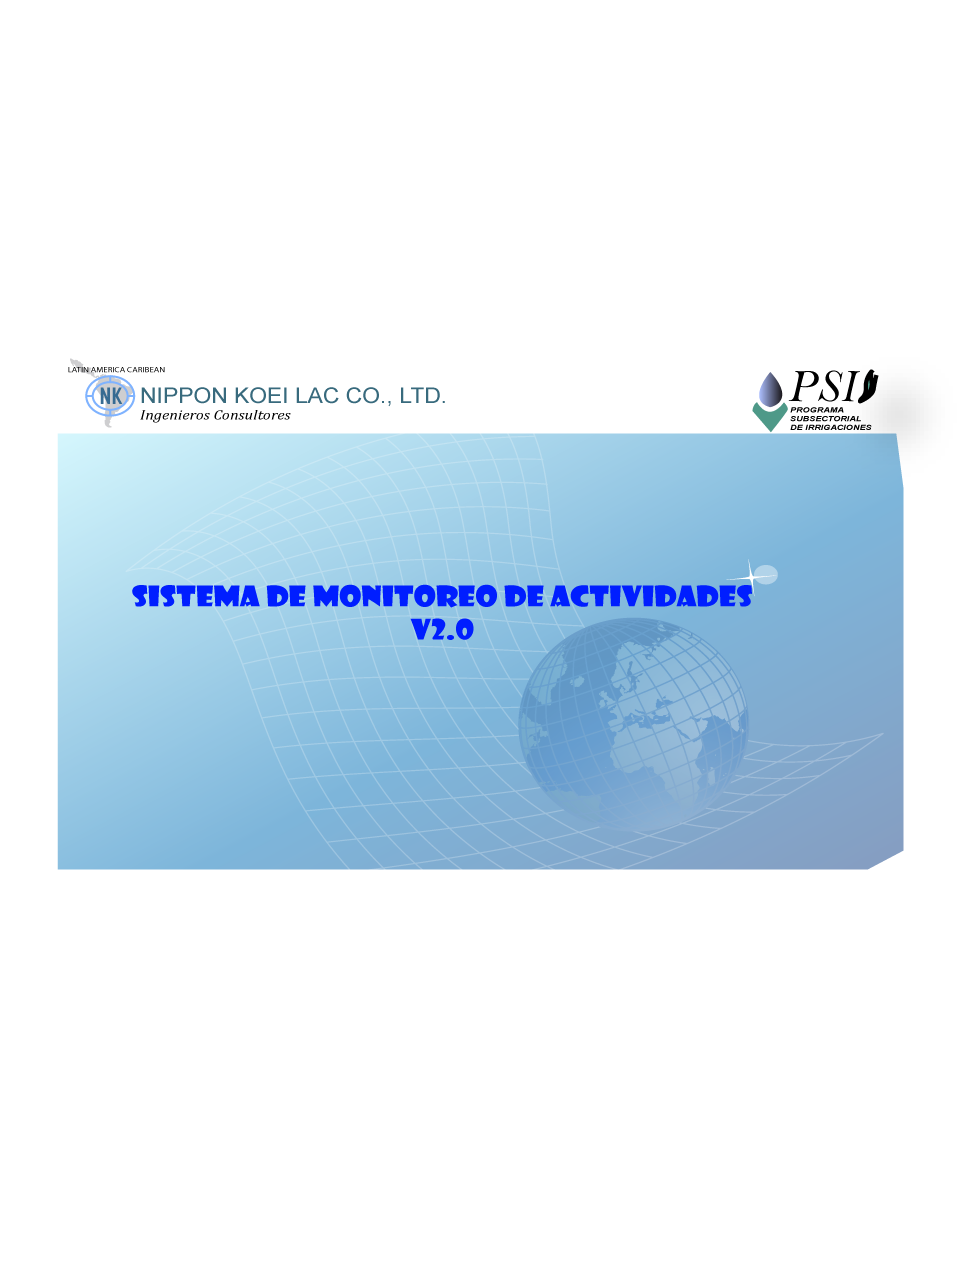 LATIN AMERICA CARIBEAN
NK
NIPPON KOEI LAC CO., LTD.
Ingenieros Consultores
PSI
PROGRAMA
SUBSECTORIAL
DE IRRIGACIONES
SISTEMA DE MONITOREO DE ACTIVIDADES
V2.0